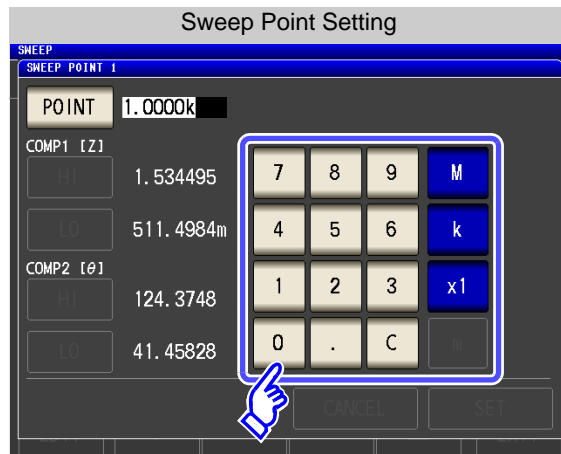 Sweep Point Setting
SWEEP
SWEEP POINT 1
POINT 1.0000k
COMP1 [Z]
HI 1.534495
LO 511.4984m
COMP2 [θ]
HI 124.3748
LO 41.45828
7 8 9 M
4 5 6 k
1 2 3 x1
0 . C m
CANCEL SET